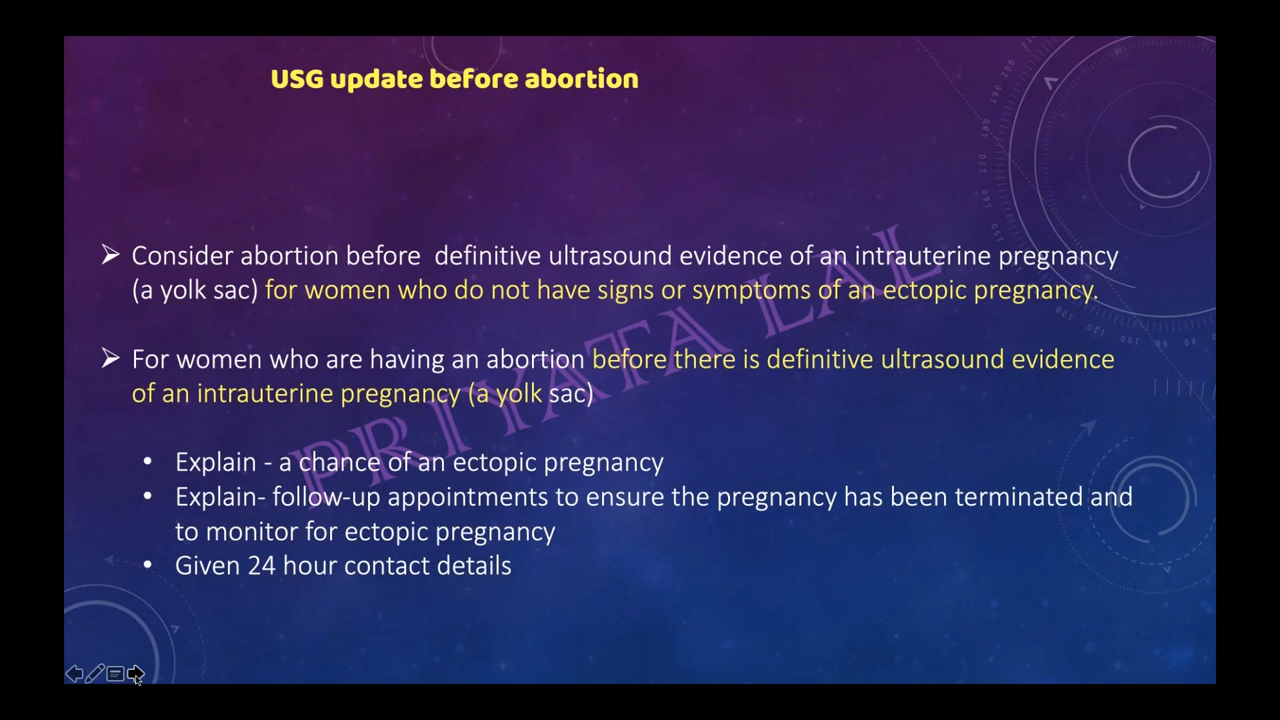 USG update before abortion
➢ Consider abortion before definitive ultrasound evidence of an intrauterine pregnancy
(a yolk sac) for women who do not have signs or symptoms of an ectopic pregnancy.
➢ For women who are having an abortion before there is definitive ultrasound evidence
of an intrauterine pregnancy (a yolk sac)
• Explain - a chance of an ectopic pregnancy
• Explain- follow-up appointments to ensure the pregnancy has been terminated and
to monitor for ectopic pregnancy
• Given 24 hour contact details
PRIYATA LAL